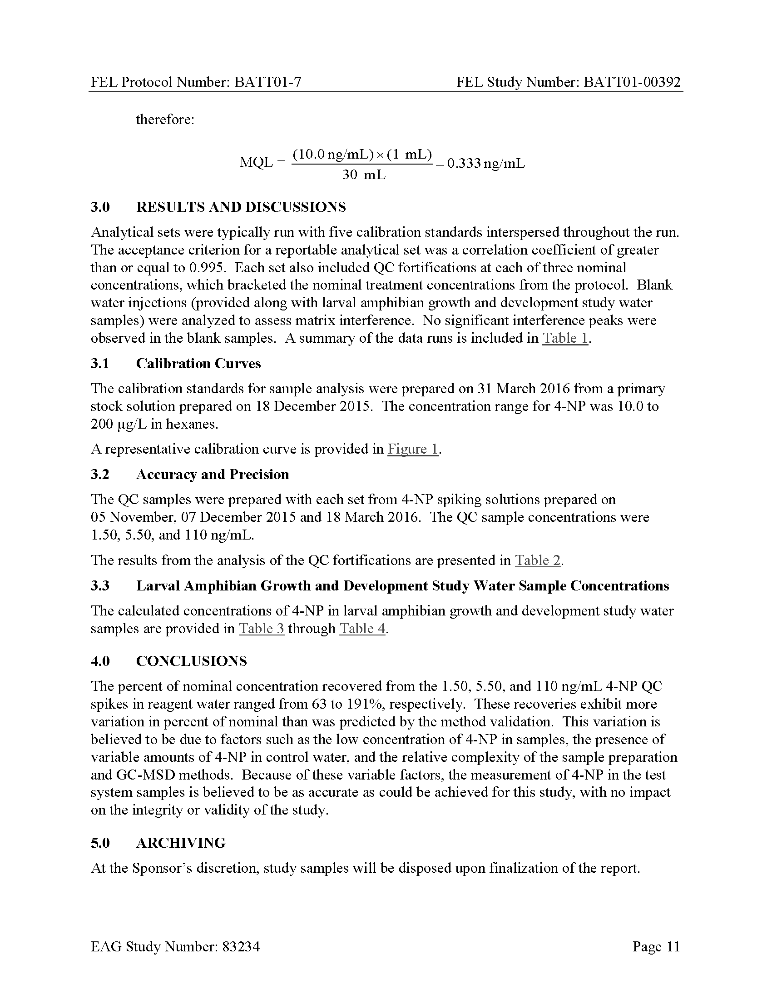 FEL Protocol Number: BATT01-7 FEL Study Number: BATT01-00392
therefore:
MQL = (10.0 ng/mL) × (1 mL) / 30 mL = 0.333 ng/mL
3.0 RESULTS AND DISCUSSIONS
Analytical sets were typically run with five calibration standards interspersed throughout the run.
The acceptance criterion for a reportable analytical set was a correlation coefficient of greater
than or equal to 0.995. Each set also included QC fortifications at each of three nominal
concentrations, which bracketed the nominal treatment concentrations from the protocol. Blank
water injections (provided along with larval amphibian growth and development study water
samples) were analyzed to assess matrix interference. No significant interference peaks were
observed in the blank samples. A summary of the data runs is included in Table 1.
3.1 Calibration Curves
The calibration standards for sample analysis were prepared on 31 March 2016 from a primary
stock solution prepared on 18 December 2015. The concentration range for 4-NP was 10.0 to
200 µg/L in hexanes.
A representative calibration curve is provided in Figure 1.
3.2 Accuracy and Precision
The QC samples were prepared with each set from 4-NP spiking solutions prepared on
05 November, 07 December 2015 and 18 March 2016. The QC sample concentrations were
1.50, 5.50, and 110 ng/mL.
The results from the analysis of the QC fortifications are presented in Table 2.
3.3 Larval Amphibian Growth and Development Study Water Sample Concentrations
The calculated concentrations of 4-NP in larval amphibian growth and development study water
samples are provided in Table 3 through Table 4.
4.0 CONCLUSIONS
The percent of nominal concentration recovered from the 1.50, 5.50, and 110 ng/mL 4-NP QC
spikes in reagent water ranged from 63 to 191%, respectively. These recoveries exhibit more
variation in percent of nominal than was predicted by the method validation. This variation is
believed to be due to factors such as the low concentration of 4-NP in samples, the presence of
variable amounts of 4-NP in control water, and the relative complexity of the sample preparation
and GC-MSD methods. Because of these variable factors, the measurement of 4-NP in the test
system samples is believed to be as accurate as could be achieved for this study, with no impact
on the integrity or validity of the study.
5.0 ARCHIVING
At the Sponsor’s discretion, study samples will be disposed upon finalization of the report.
EAG Study Number: 83234 Page 11